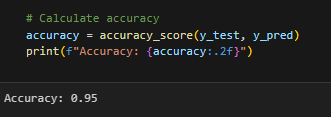 # Calculate accuracy
accuracy = accuracy_score(y_test, y_pred)
print(f"Accuracy: {accuracy:.2f}")
Accuracy: 0.95